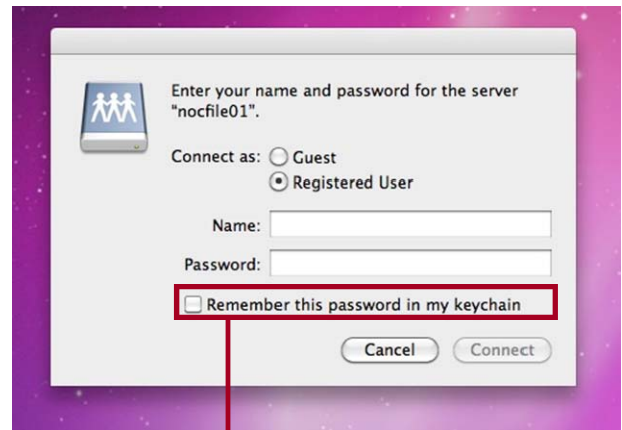 Enter your name and password for the server
"nocfile01".
Connect as: Guest
Registered User
Name:
Password:
Remember this password in my keychain
Cancel Connect